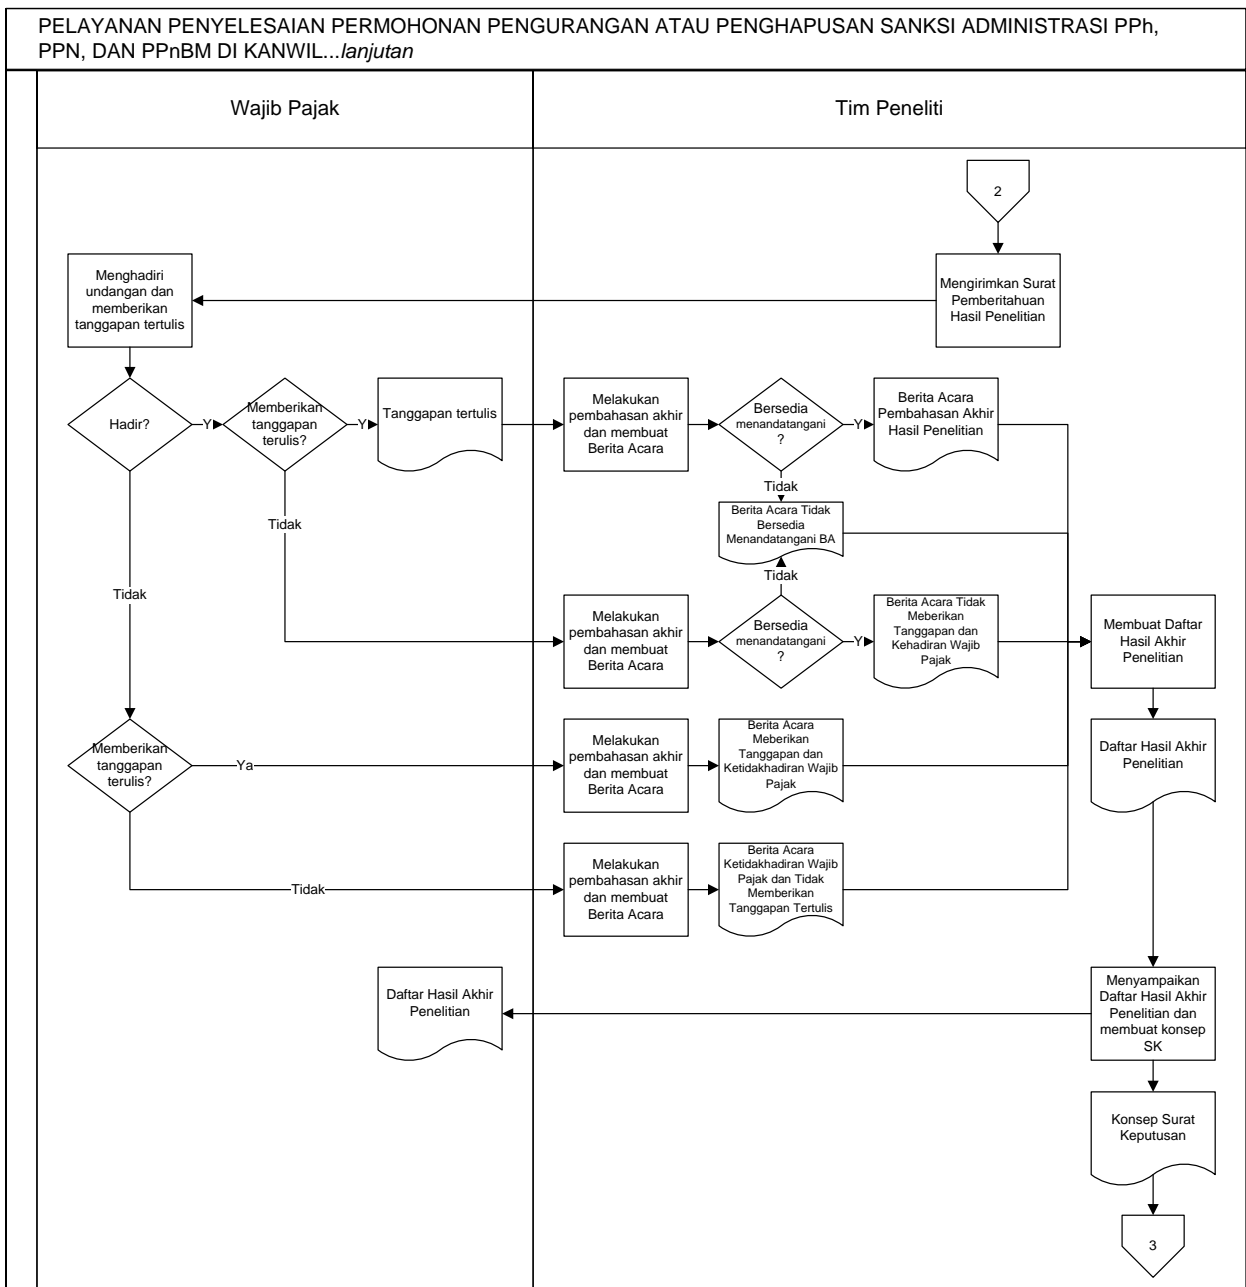 PELAYANAN PENYELESAIAN PERMOHONAN PENGURANGAN ATAU PENGHAPUSAN SANKSI ADMINISTRASI PPh,
PPN, DAN PPnBM DI KANWIL...lanjutan
Wajib Pajak
Tim Peneliti
2
Menghadiri
undangan dan
memberikan
tanggapan tertulis
Mengirimkan Surat
Pemberitahuan
Hasil Penelitian
Hadir?
Y
Memberikan
tanggapan
terulis?
Y
Tanggapan tertulis
Melakukan
pembahasan akhir
dan membuat
Berita Acara
Bersedia
menandatangani
?
Y
Berita Acara
Pembahasan Akhir
Hasil Penelitian
Tidak
Tidak
Berita Acara Tidak
Bersedia
Menandatangani BA
Tidak
Tidak
Melakukan
pembahasan akhir
dan membuat
Berita Acara
Bersedia
menandatangani
?
Y
Berita Acara Tidak
Meberikan
Tanggapan dan
Kehadiran Wajib
Pajak
Membuat Daftar
Hasil Akhir
Penelitian
Memberikan
tanggapan
terulis?
Ya
Melakukan
pembahasan akhir
dan membuat
Berita Acara
Berita Acara
Meberikan
Tanggapan dan
Ketidakhadiran Wajib
Pajak
Daftar Hasil Akhir
Penelitian
Tidak
Melakukan
pembahasan akhir
dan membuat
Berita Acara
Berita Acara
Ketidakhadiran Wajib
Pajak dan Tidak
Memberikan
Tanggapan Tertulis
Daftar Hasil Akhir
Penelitian
Menyampaikan
Daftar Hasil Akhir
Penelitian dan
membuat konsep
SK
Konsep Surat
Keputusan
3